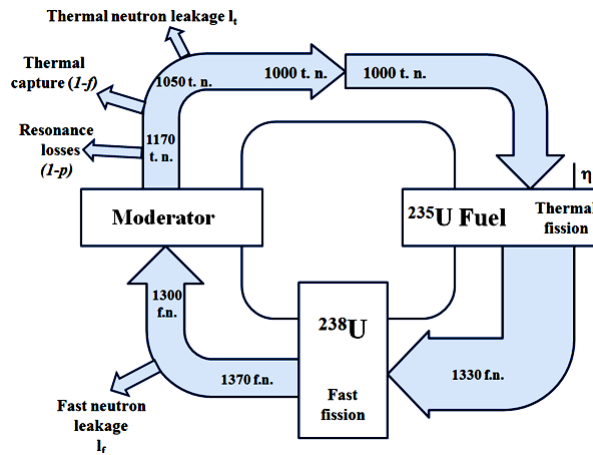 Thermal neutron leakage lt
Thermal
capture (1-f)
1050 t. n.
1000 t. n.
1000 t. n.
Resonance
losses
(1-p)
1170
t. n.
η
Moderator
235U Fuel
Thermal
fission
1300
f.n.
238U
Fast
fission
1370 f.n.
1330 f.n.
Fast neutron
leakage
lf